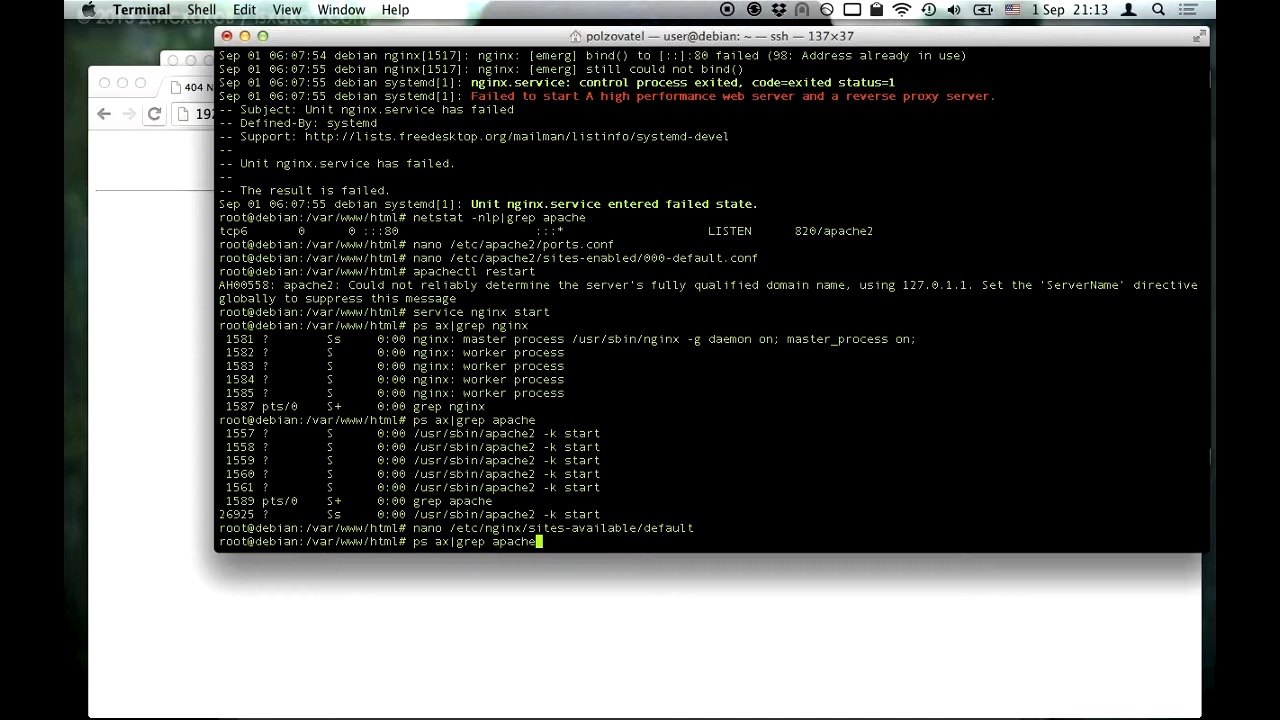 Terminal Shell Edit View Window Help 1 Sep 21:13
polzovatel — user@debian: ~ — ssh — 137×37
404 N
192
Sep 01 06:07:54 debian nginx[1517]: nginx: [emerg] bind() to [::]:80 failed (98: Address already in use)
Sep 01 06:07:55 debian nginx[1517]: nginx: [emerg] still could not bind()
Sep 01 06:07:55 debian systemd[1]: nginx.service: control process exited, code=exited status=1
Sep 01 06:07:55 debian systemd[1]: Failed to start A high performance web server and a reverse proxy server.
-- Subject: Unit nginx.service has failed
-- Defined-By: systemd
-- Support: http://lists.freedesktop.org/mailman/listinfo/systemd-devel
--
-- Unit nginx.service has failed.
--
-- The result is failed.
Sep 01 06:07:55 debian systemd[1]: Unit nginx.service entered failed state.
root@debian:/var/www/html# netstat -nlp|grep apache
tcp6 0 0 :::80 :::* LISTEN 820/apache2
root@debian:/var/www/html# nano /etc/apache2/ports.conf
root@debian:/var/www/html# nano /etc/apache2/sites-enabled/000-default.conf
root@debian:/var/www/html# apachectl restart
AH00558: apache2: Could not reliably determine the server's fully qualified domain name, using 127.0.1.1. Set the 'ServerName' directive
globally to suppress this message
root@debian:/var/www/html# service nginx start
root@debian:/var/www/html# ps ax|grep nginx
1581 ? Ss 0:00 nginx: master process /usr/sbin/nginx -g daemon on; master_process on;
1582 ? S 0:00 nginx: worker process
1583 ? S 0:00 nginx: worker process
1584 ? S 0:00 nginx: worker process
1585 ? S 0:00 nginx: worker process
1587 pts/0 S+ 0:00 grep nginx
root@debian:/var/www/html# ps ax|grep apache
1557 ? S 0:00 /usr/sbin/apache2 -k start
1558 ? S 0:00 /usr/sbin/apache2 -k start
1559 ? S 0:00 /usr/sbin/apache2 -k start
1560 ? S 0:00 /usr/sbin/apache2 -k start
1561 ? S 0:00 /usr/sbin/apache2 -k start
1589 pts/0 S+ 0:00 grep apache
26925 ? Ss 0:00 /usr/sbin/apache2 -k start
root@debian:/var/www/html# nano /etc/nginx/sites-available/default
root@debian:/var/www/html# ps ax|grep apache